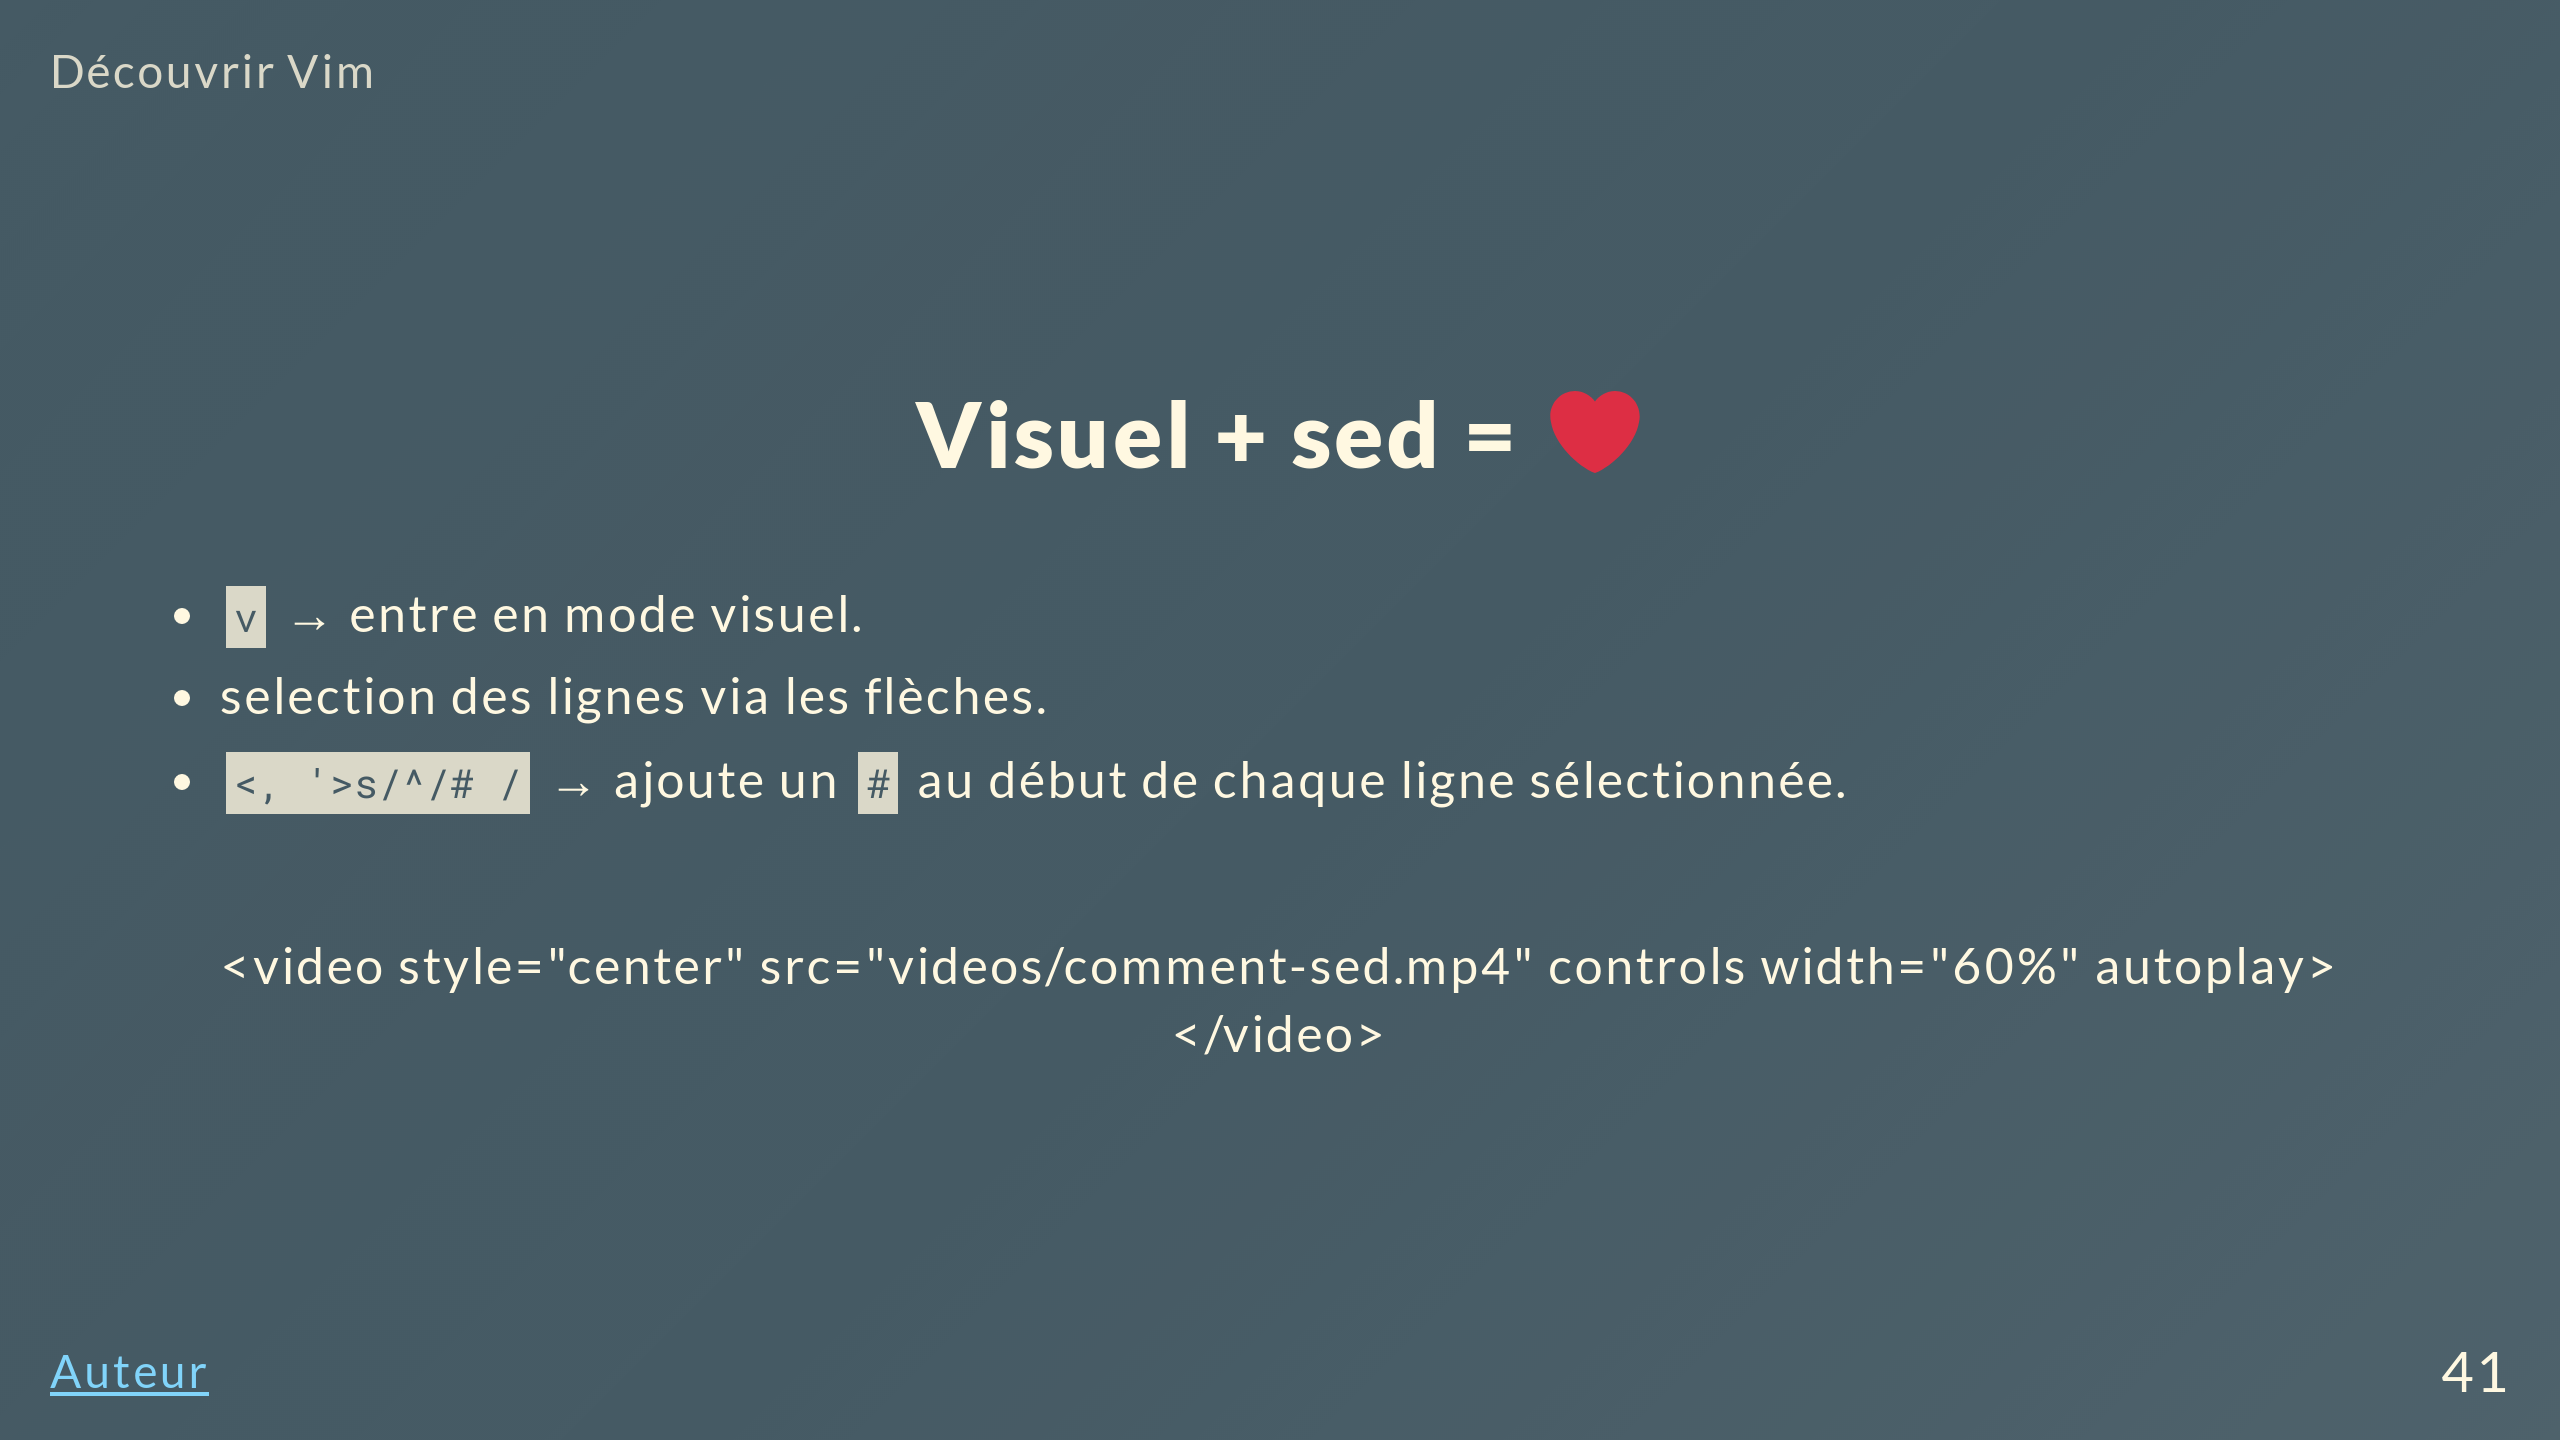 Découvrir Vim
Visuel + sed = ❤️
• v → entre en mode visuel.
• selection des lignes via les flèches.
• <, '>s/^/# / → ajoute un # au début de chaque ligne sélectionnée.
<video style="center" src="videos/comment-sed.mp4" controls width="60%" autoplay>
</video>
Auteur
41